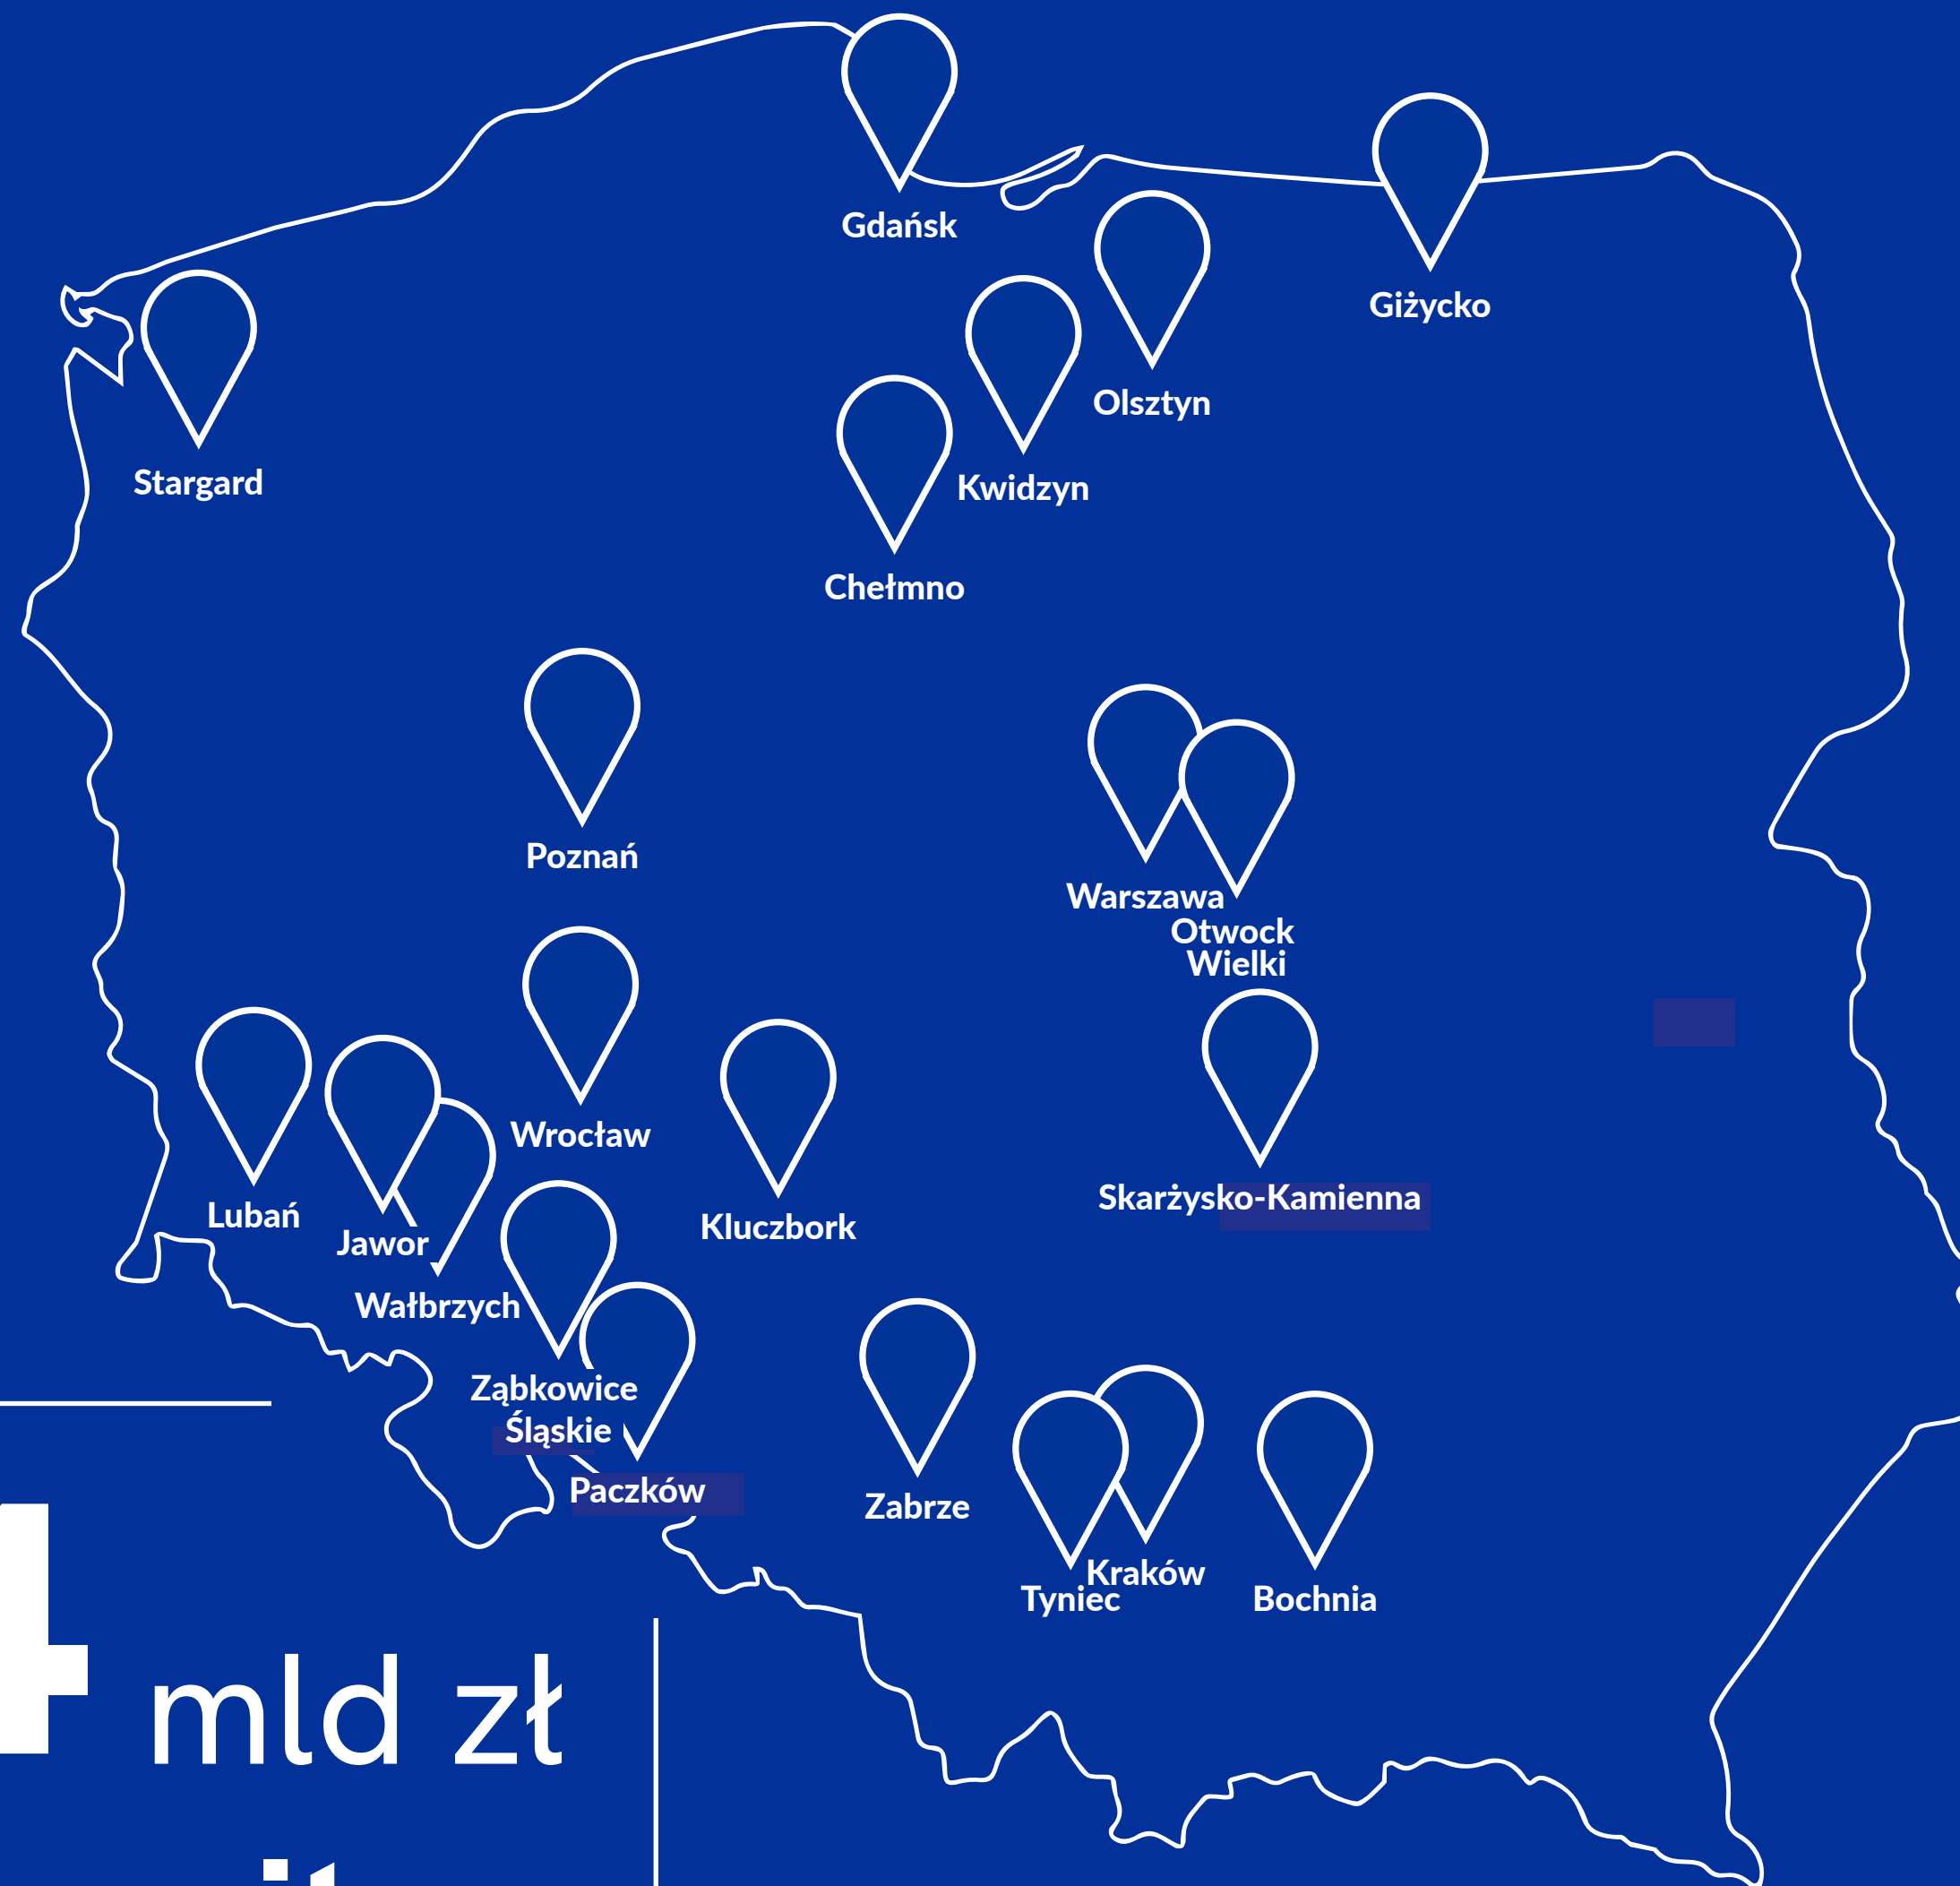 Gdańsk
Giżycko
Olsztyn
Stargard
Kwidzyn
Chełmno
Poznań
Warszawa
Otwock
Wielki
Wrocław
Skarżysko-Kamienna
Lubań
Kluczbork
Jawor
Wałbrzych
Ząbkowice
Śląskie
Paczków
Zabrze
Kraków
Tyniec
Bochnia
4 mld zł